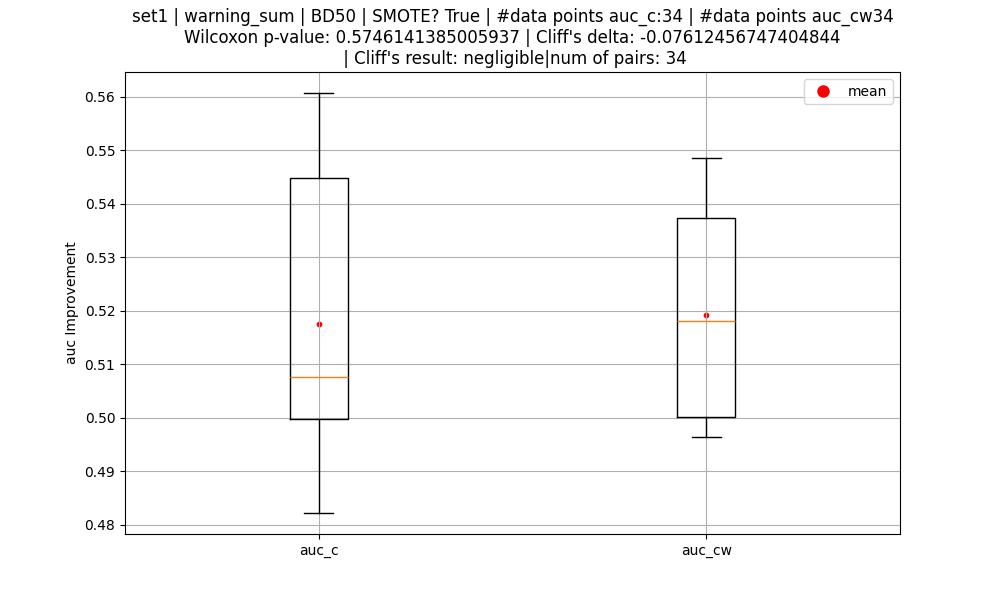 set1 | warning_sum | BD50 | SMOTE? True | #data points auc_c:34 | #data points auc_cw34
Wilcoxon p-value: 0.5746141385005937 | Cliff's delta: -0.07612456747404844
| Cliff's result: negligible|num of pairs: 34
mean
0.56
0.55
0.54
0.53
0.52
0.51
0.50
0.49
0.48
auc Improvement
auc_c
auc_cw